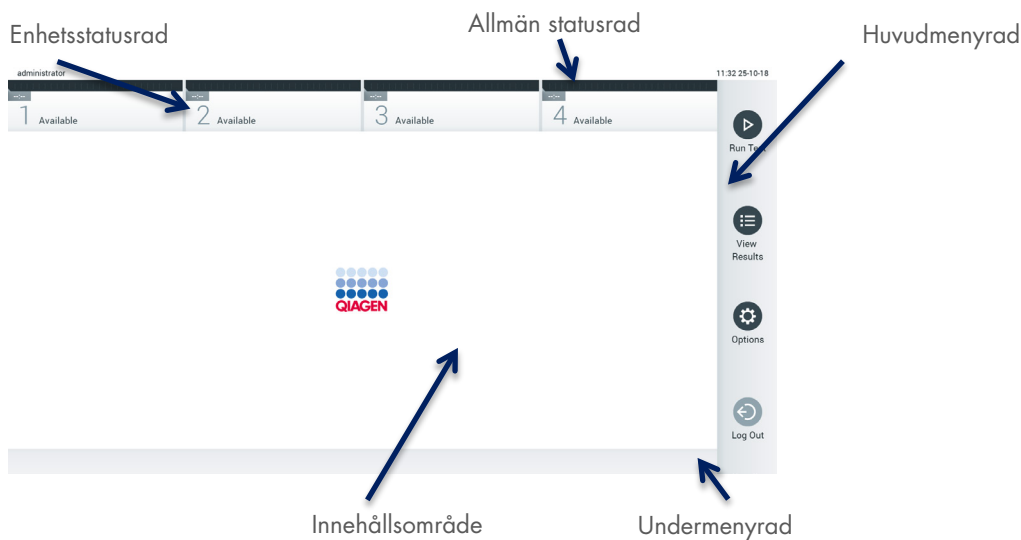 Enhetsstatusrad
Allmän statusrad
Huvudmenyrad
administrator
11:32 25-10-18
--:-- --:-- --:-- --:--
1 Available 2 Available 3 Available 4 Available
Run Test
View
Results
QIAGEN
Options
Log Out
Innehållsområde
Undermenyrad